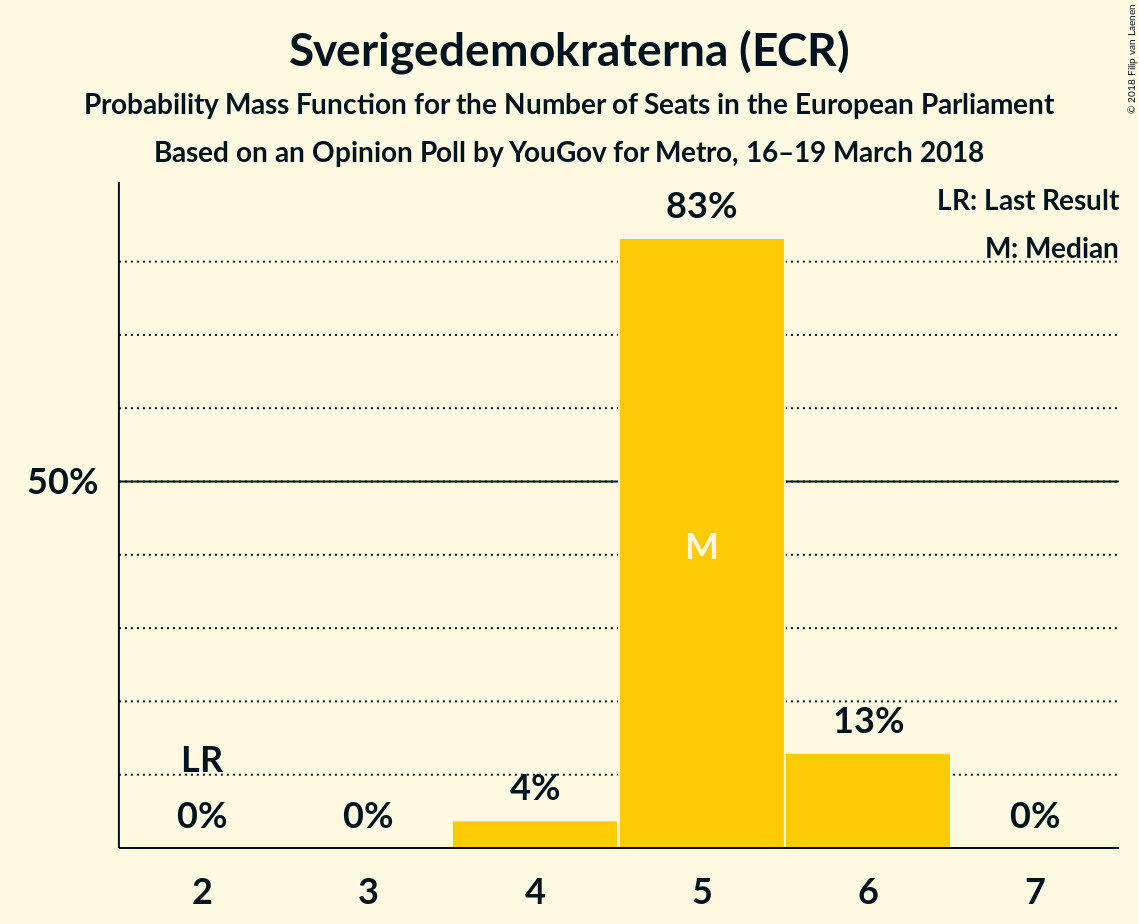 Sverigedemokraterna (ECR)
Probability Mass Function for the Number of Seats in the European Parliament
Based on an Opinion Poll by YouGov for Metro, 16–19 March 2018
© 2018 Filip van Laenen
LR: Last Result
M: Median
83%
50%
M
13%
LR
4%
0%
0%
0%
2
3
4
5
6
7